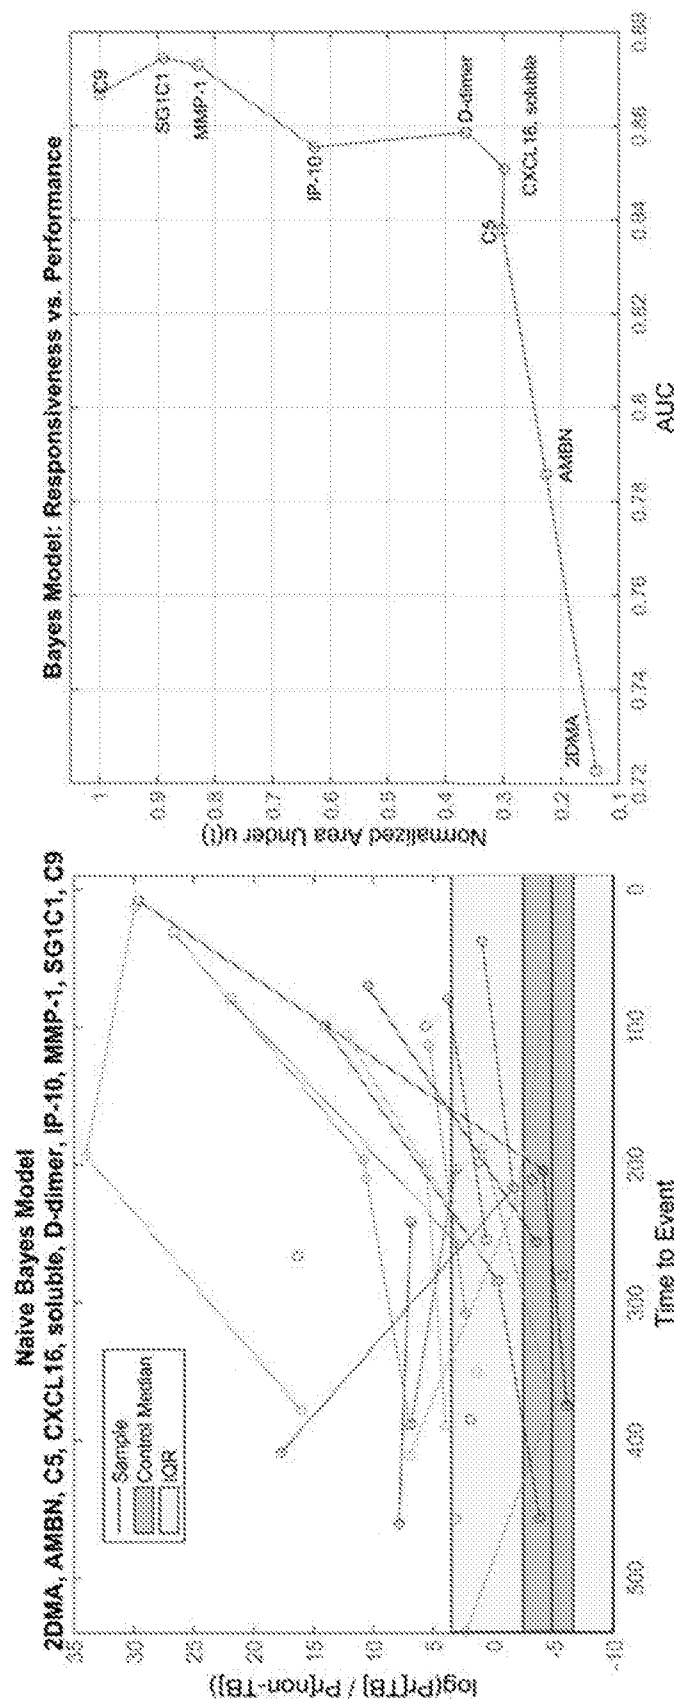 Naive Bayes Model
2DMA, AMBN, C5, CXCL16, soluble, D-dimer, IP-10, MMP-1, SG1C1, C9
log(Pr[TB] / Pr[non-TB])
35
30
25
20
15
10
5
0
-5
-10
Sample
Control Median
IQR
500
400
300
200
100
0
Time to Event
Bayes Model: Responsiveness vs. Performance
Normalized Area Under u(t)
1
0.9
0.8
0.7
0.6
0.5
0.4
0.3
0.2
0.1
C9
SG1C1
MMP-1
IP-10
D-dimer
CXCL16, soluble
C5
AMBN
2DMA
0.72
0.74
0.76
0.78
0.8
0.82
0.84
0.86
0.88
AUC